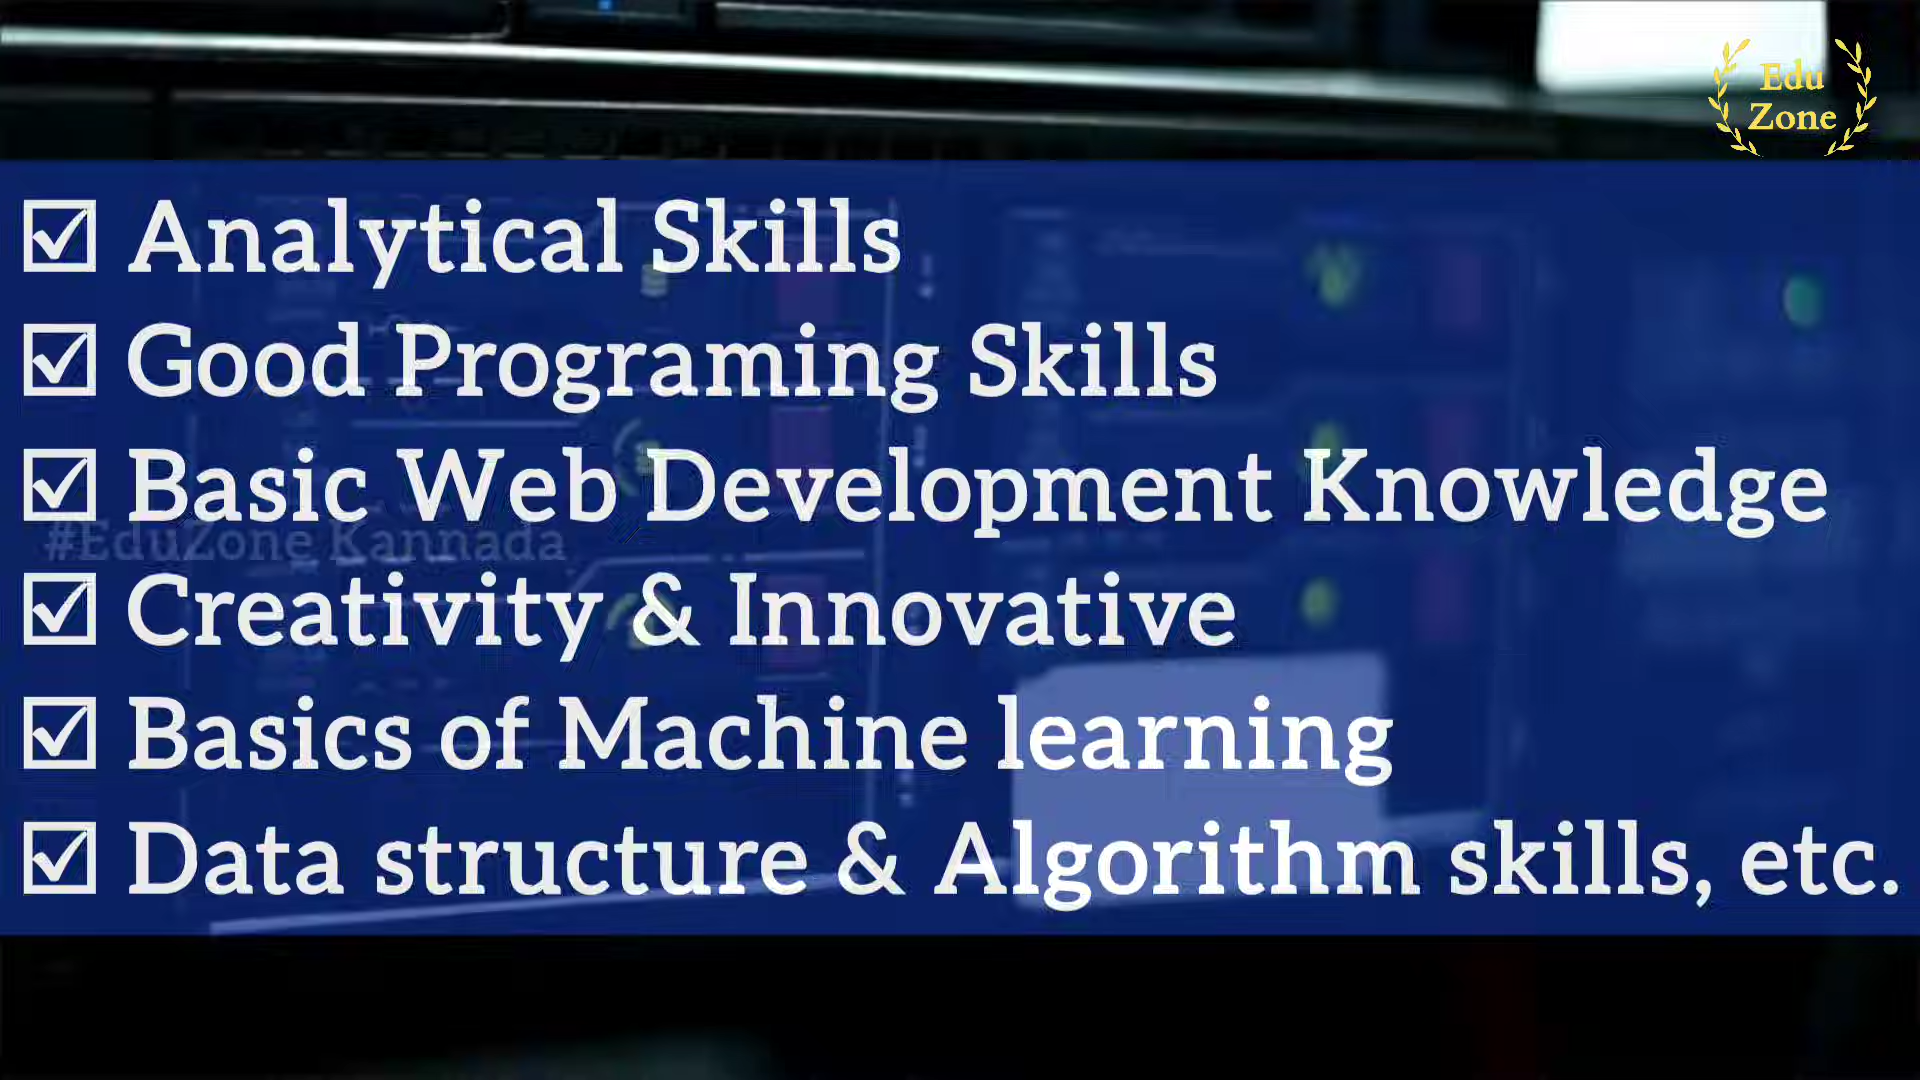 Edu
Zone
☑ Analytical Skills
☑ Good Programing Skills
☑ Basic Web Development Knowledge
#EduZone Kannada
☑ Creativity & Innovative
☑ Basics of Machine learning
☑ Data structure & Algorithm skills, etc.